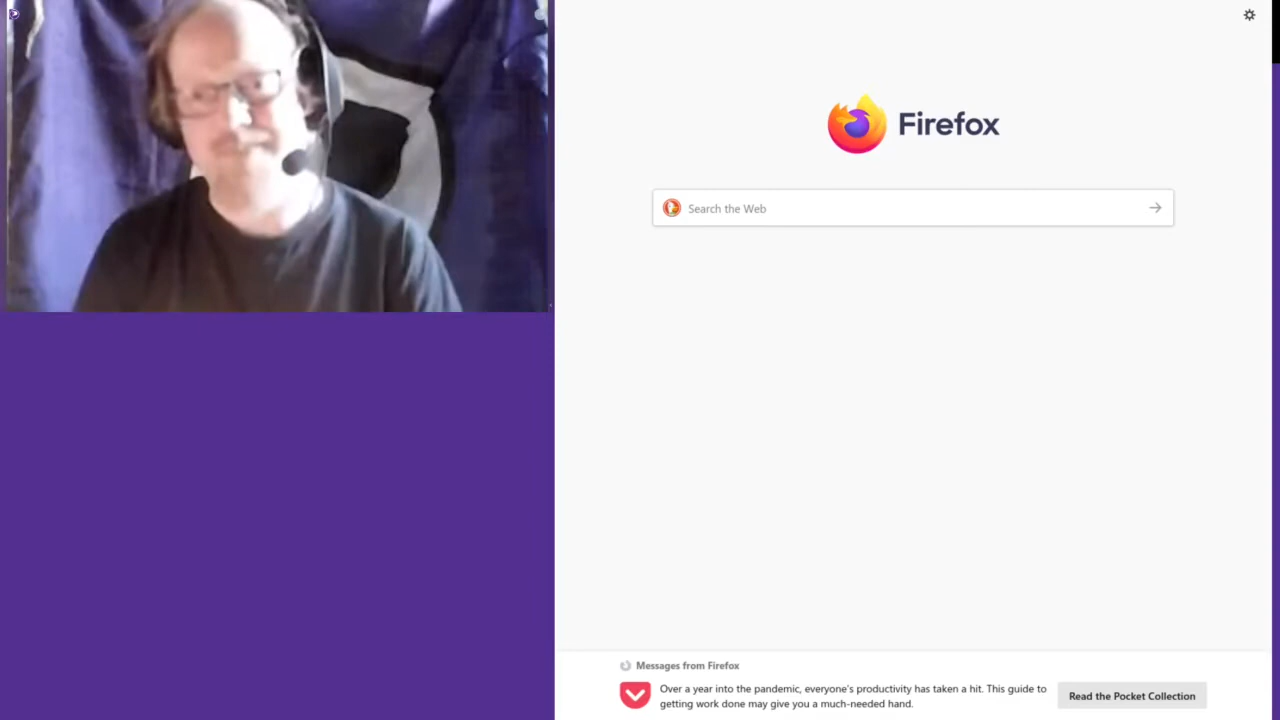 Firefox
Search the Web
Messages from Firefox
Over a year into the pandemic, everyone's productivity has taken a hit. This guide to
getting work done may give you a much-needed hand.
Read the Pocket Collection